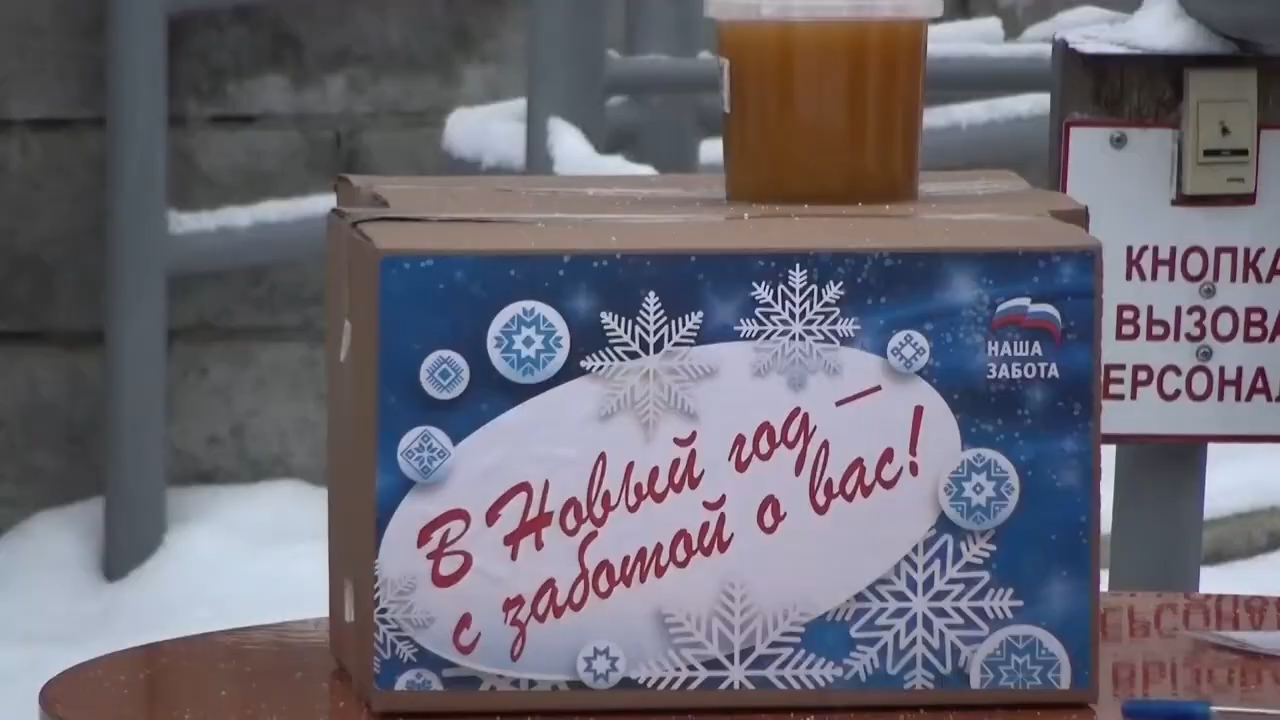 В Новый год –
с заботой о вас!
НАША
ЗАБОТА
КНОПКА
ВЫЗОВА
ЕРСОНАЛ